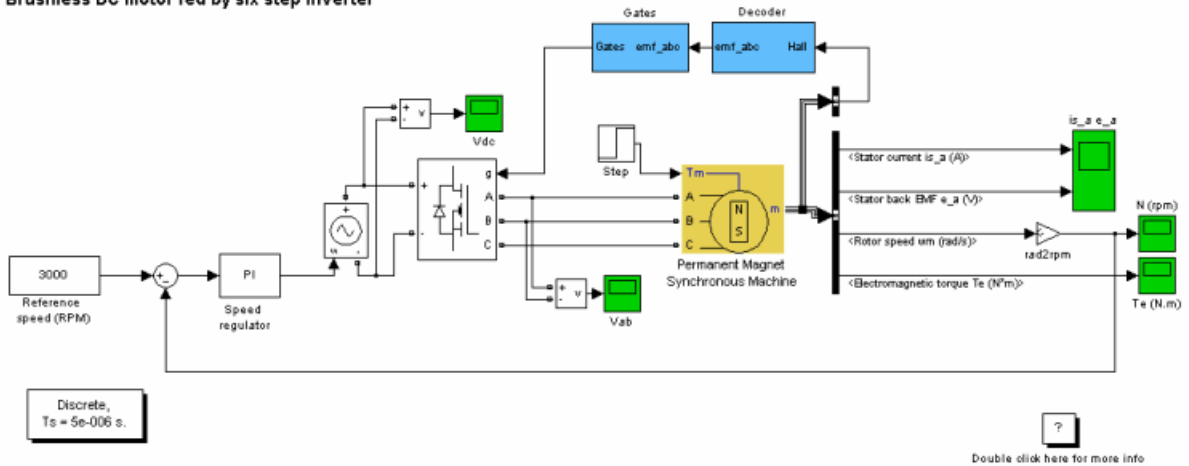 Brushless DC motor fed by six step inverter
Gates
Decoder
Gates emf_abc
emf_abc Hall
+
-
v
Vdc
Step
g
+
A
B
-
C
+
s -
Tm
A
B
C
N
S
m
Permanent Magnet
Synchronous Machine
is_a e_a
<Stator current is_a (A)>
<Stator back EMF e_a (V)>
<Rotor speed wm (rad/s)>
rad2rpm
N (rpm)
<Electromagnetic torque Te (N*m)>
Te (N.m)
3000
Reference
speed (RPM)
PI
Speed
regulator
+
-
v
Vab
Discrete,
Ts = 5e-006 s.
?
Double click here for more info